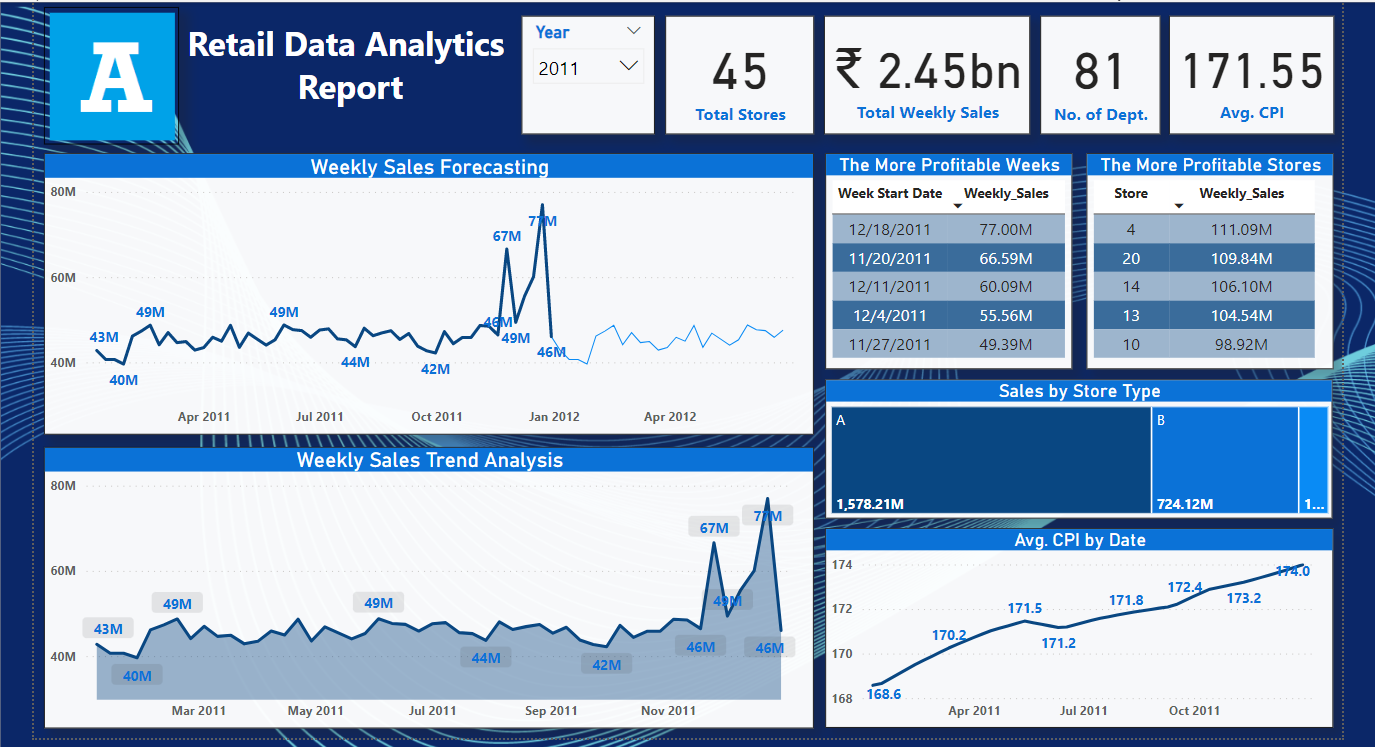 A
Retail Data Analytics
Report
Year
2011
45
Total Stores
₹ 2.45bn
Total Weekly Sales
81
No. of Dept.
171.55
Avg. CPI
Weekly Sales Forecasting
80M
60M
40M
43M
40M
49M
49M
44M
42M
46M
67M
49M
77M
46M
Apr 2011
Jul 2011
Oct 2011
Jan 2012
Apr 2012
The More Profitable Weeks
Week Start Date Weekly_Sales
12/18/2011 77.00M
11/20/2011 66.59M
12/11/2011 60.09M
12/4/2011 55.56M
11/27/2011 49.39M
The More Profitable Stores
Store Weekly_Sales
4 111.09M
20 109.84M
14 106.10M
13 104.54M
10 98.92M
Sales by Store Type
A
1,578.21M
B
724.12M
1...
Weekly Sales Trend Analysis
80M
60M
40M
43M
40M
49M
49M
44M
42M
46M
67M
49M
77M
46M
Mar 2011
May 2011
Jul 2011
Sep 2011
Nov 2011
Avg. CPI by Date
174
172
170
168
168.6
170.2
171.5
171.2
171.8
172.4
173.2
174.0
Apr 2011
Jul 2011
Oct 2011